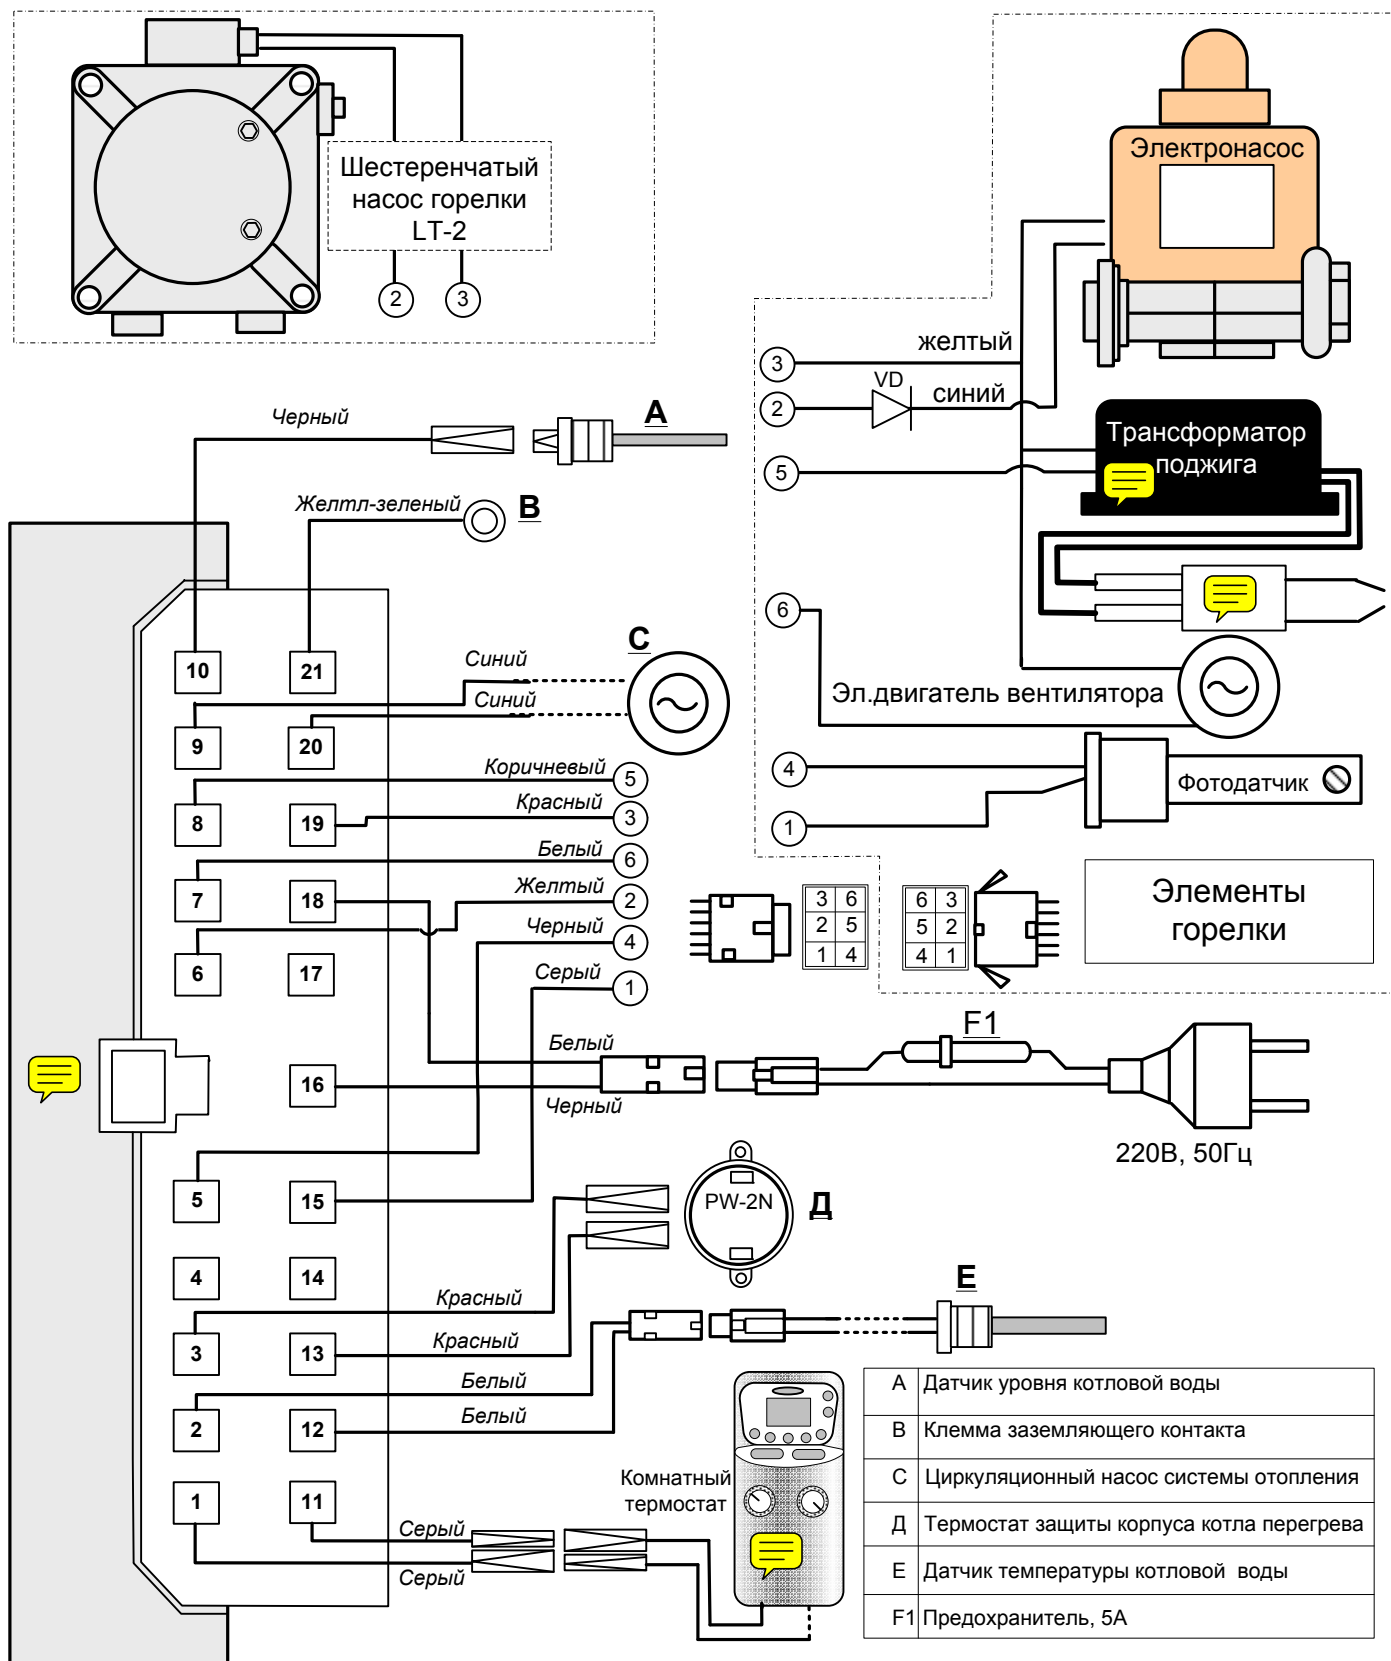 Шестеренчатый
насос горелки
LT-2
2 3
Электронасос
желтый
3
VD
синий
2
Трансформатор
поджига
5
6
Эл.двигатель вентилятора
4
Фотодатчик
1
Черный
A
Желтл-зеленый
B
C
10 21
Синий
Синий
9 20
Коричневый
5
Красный
8 19
3
Белый
6
7 18
Желтый
2
Черный
4
6 17
Серый
1
3 6
2 5
1 4
6 3
5 2
4 1
Элементы
горелки
F1
Белый
16
Черный
220В, 50Гц
5 15
PW-2N
Д
4 14
Красный
E
3 13
Красный
Белый
2 12
Белый
Комнатный
термостат
1 11
Серый
Серый
A Датчик уровня котловой воды
B Клемма заземляющего контакта
C Циркуляционный насос системы отопления
Д Термостат защиты корпуса котла перегрева
E Датчик температуры котловой воды
F1 Предохранитель, 5А